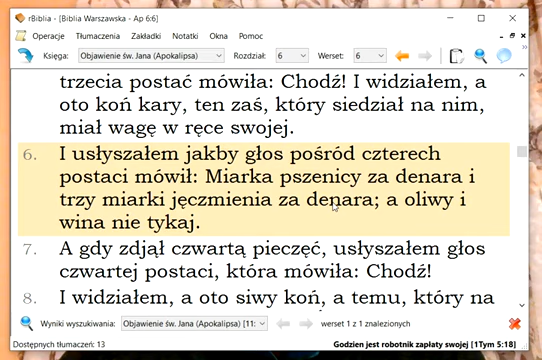 rBiblia - [Biblia Warszawska - Ap 6:6]
Operacje Tłumaczenia Zakładki Notatki Okna Pomoc
Księga: Objawienie św. Jana (Apokalipsa) Rozdział: 6 Werset: 6
trzecia postać mówiła: Chodź! I widziałem, a
oto koń kary, ten zaś, który siedział na nim,
miał wagę w ręce swojej.
6. I usłyszałem jakby głos pośród czterech
postaci mówił: Miarka pszenicy za denara i
trzy miarki jęczmienia za denara; a oliwy i
wina nie tykaj.
7. A gdy zdjął czwartą pieczęć, usłyszałem głos
czwartej postaci, która mówiła: Chodź!
8. I widziałem, a oto siwy koń, a temu, który na
Wyniki wyszukiwania: Objawienie św. Jana (Apokalipsa) [11: werset 1 z 1 znalezionych
Dostępnych tłumaczeń: 13 Godzien jest robotnik zapłaty swojej [1Tym 5:18]